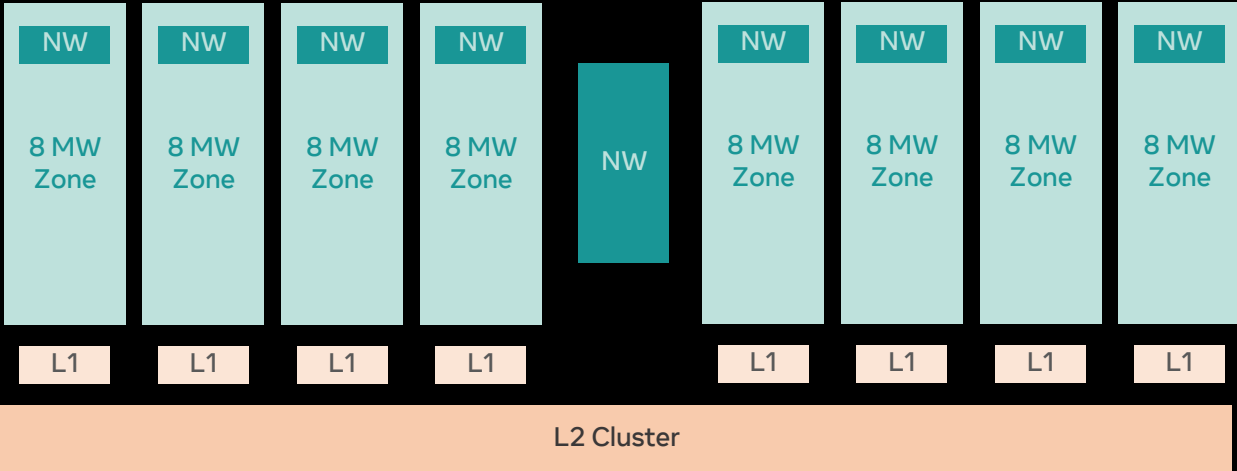 NW NW NW NW NW NW NW NW
NW
8 MW 8 MW 8 MW 8 MW 8 MW 8 MW 8 MW 8 MW
Zone Zone Zone Zone Zone Zone Zone Zone
L1 L1 L1 L1 L1 L1 L1 L1
L2 Cluster